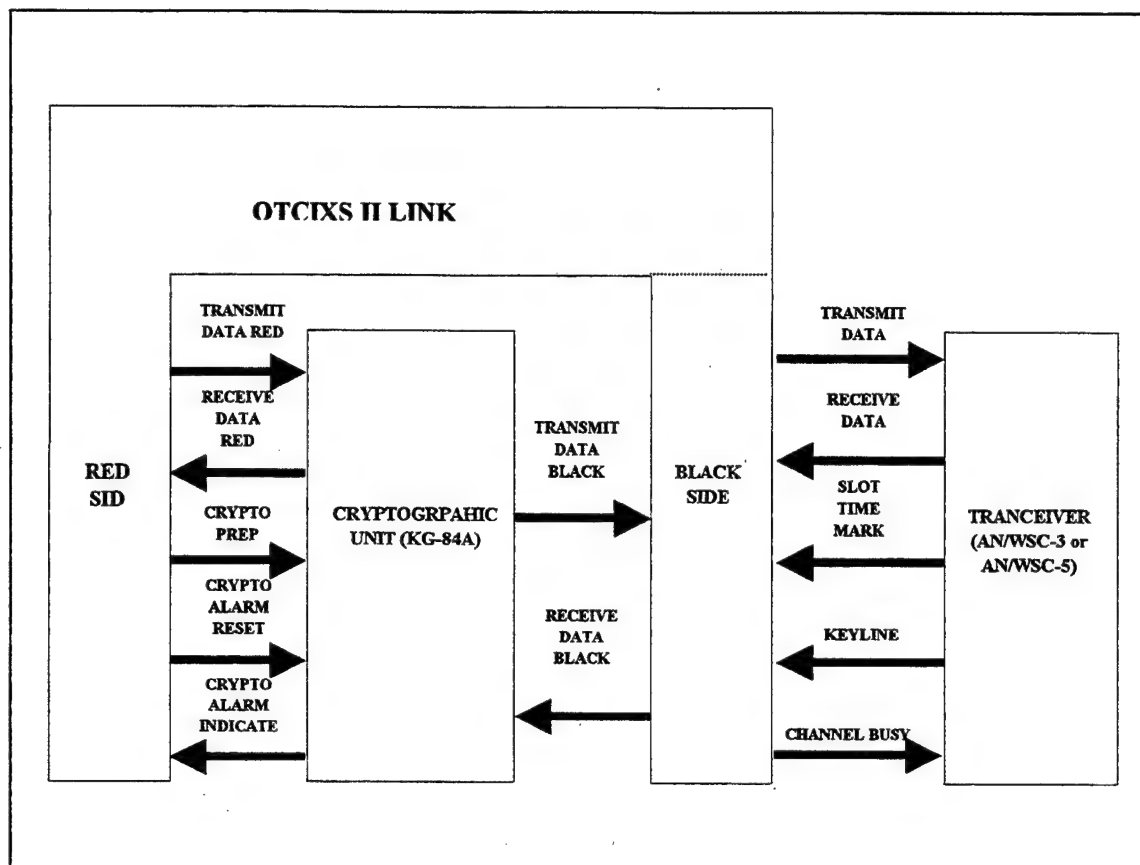 OTCIXS II LINK
TRANSMIT
DATA RED
RECEIVE
DATA
RED
CRYPTO
PREP
CRYPTO
ALARM
RESET
CRYPTO
ALARM
INDICATE
RED
SID
CRYPTOGRPAHIC
UNIT (KG-84A)
TRANSMIT
DATA
BLACK
RECEIVE
DATA
BLACK
BLACK
SIDE
TRANSMIT
DATA
RECEIVE
DATA
SLOT
TIME
MARK
KEYLINE
CHANNEL BUSY
TRANCEIVER
(AN/WSC-3 or
AN/WSC-5)